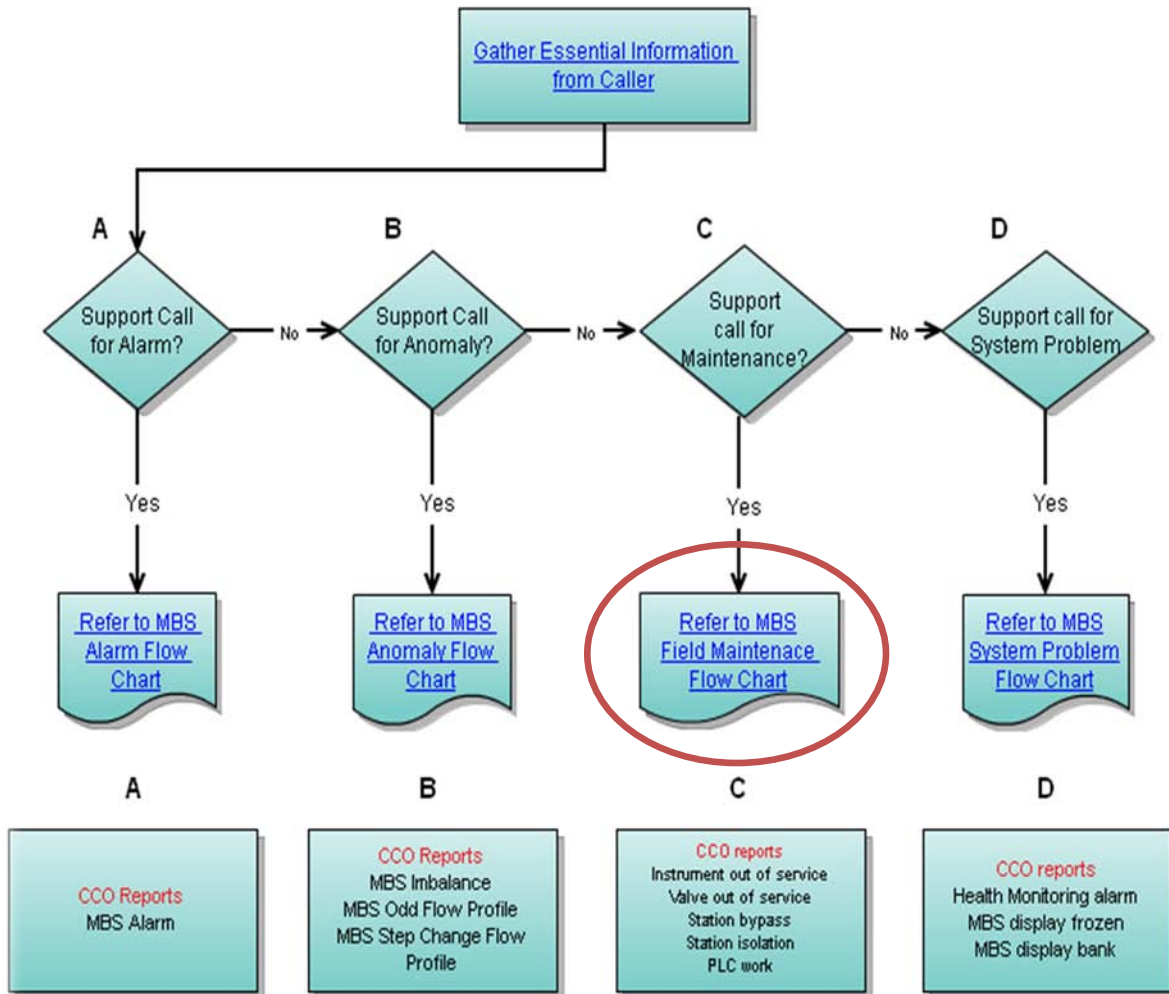 Gather Essential Information
from Caller
A
B
C
D
Support Call
for Alarm?
No
Support Call
for Anomaly?
No
Support
call for
Maintenance?
No
Support call for
System Problem
Yes
Yes
Yes
Yes
Refer to MBS
Alarm Flow
Chart
Refer to MBS
Anomaly Flow
Chart
Refer to MBS
Field Maintenace
Flow Chart
Refer to MBS
System Problem
Flow Chart
A
B
C
D
CCO Reports
MBS Alarm
CCO Reports
MBS Imbalance
MBS Odd Flow Profile
MBS Step Change Flow
Profile
CCO reports
Instrument out of service
Valve out of service
Station bypass
Station isolation
PLC work
CCO reports
Health Monitoring alarm
MBS display frozen
MBS display bank